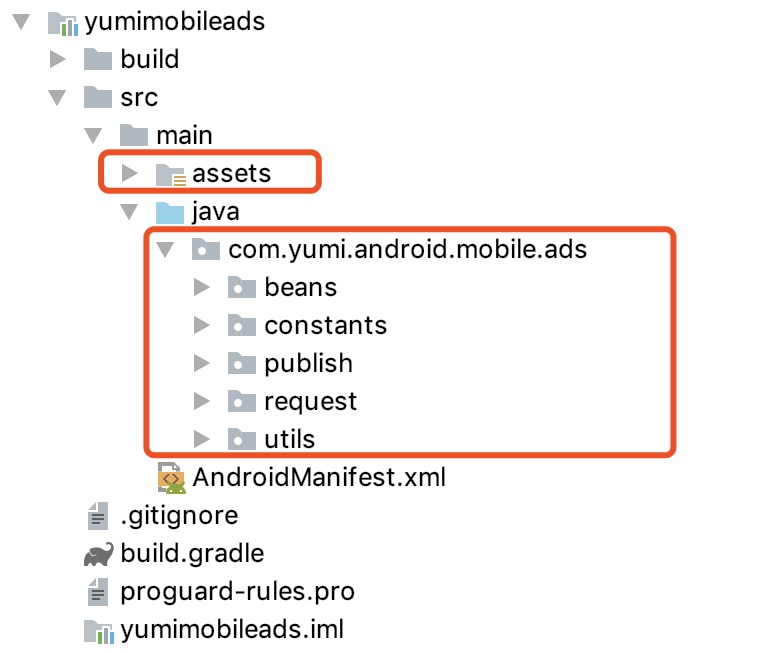 yumimobileads
build
src
main
assets
java
com.yumi.android.mobile.ads
beans
constants
publish
request
utils
AndroidManifest.xml
.gitignore
build.gradle
proguard-rules.pro
yumimobileads.iml